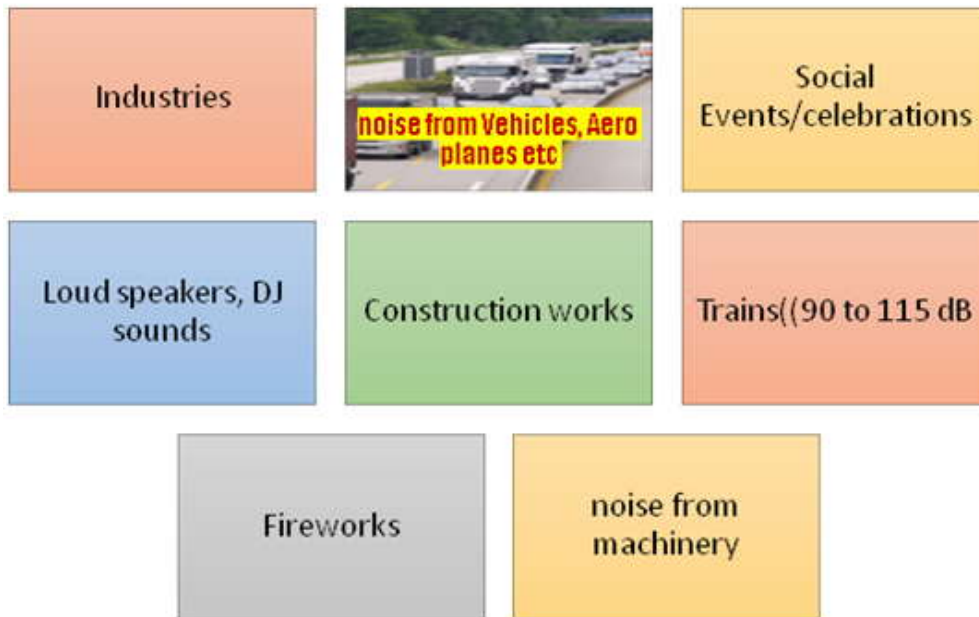 Industries
noise from Vehicles, Aero
planes etc
Social
Events/celebrations
Loud speakers, DJ
sounds
Construction works
Trains((90 to 115 dB
Fireworks
noise from
machinery